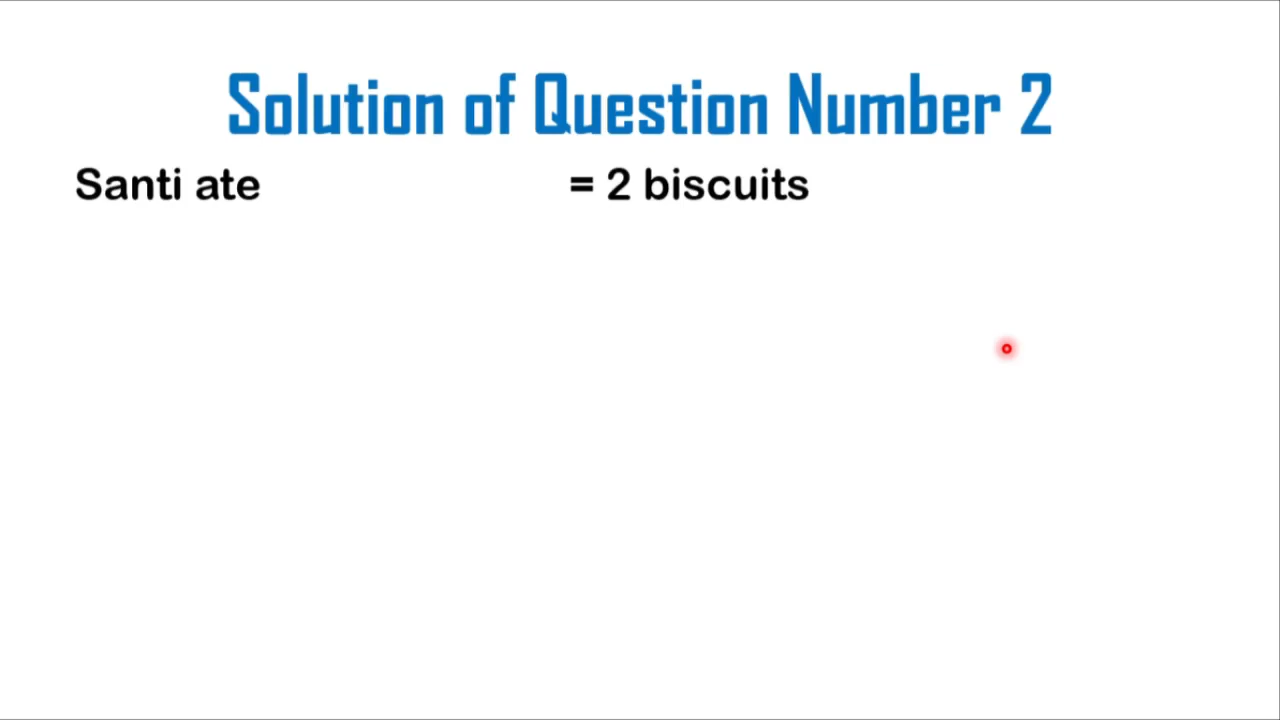 Solution of Question Number 2
Santi ate = 2 biscuits